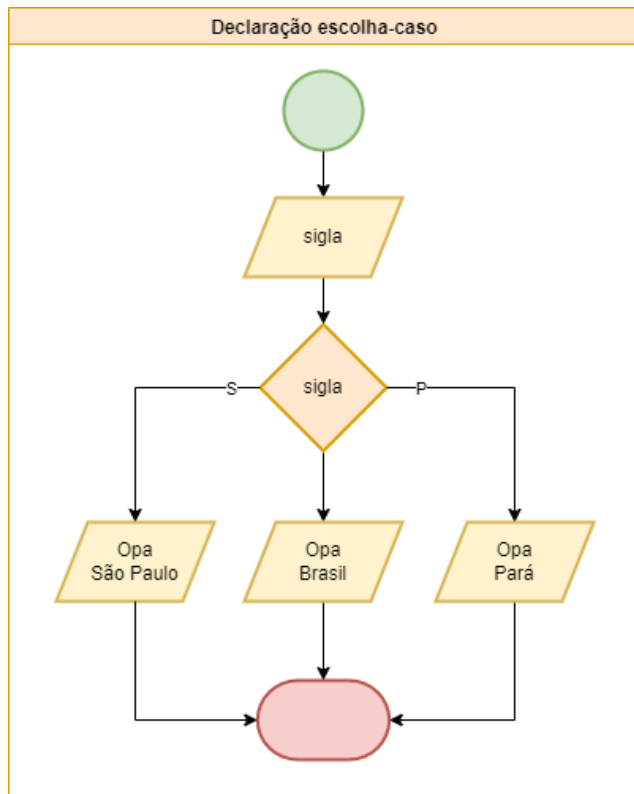 Declaração escolha-caso
sigla
sigla
S
P
Opa
São Paulo
Opa
Brasil
Opa
Pará